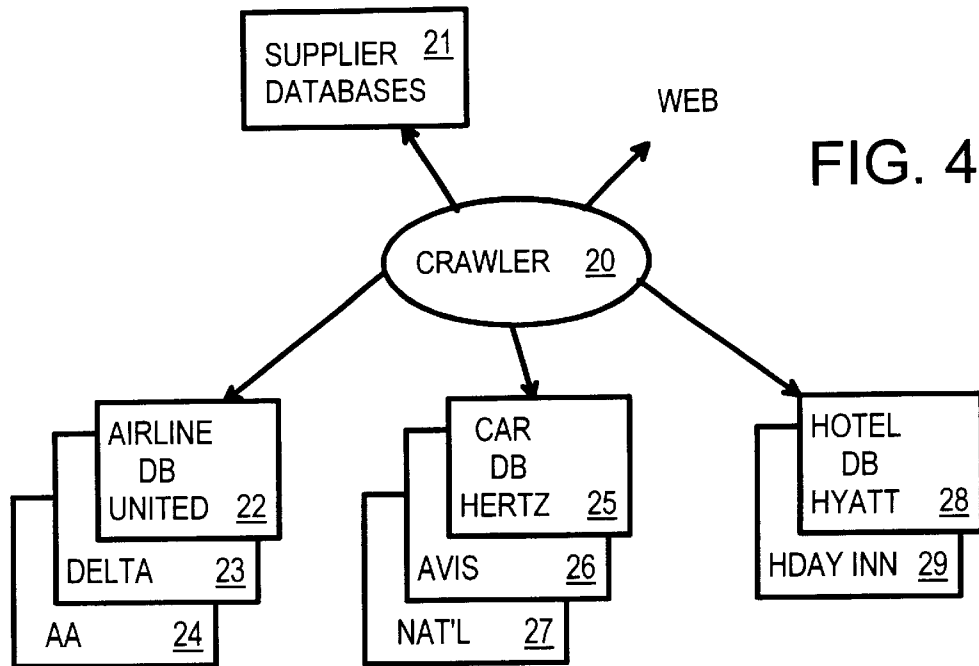 SUPPLIER 21
DATABASES
WEB
FIG. 4
CRAWLER 20
AIRLINE
DB
UNITED 22
DELTA 23
AA 24
CAR
DB
HERTZ 25
AVIS 26
NAT'L 27
HOTEL
DB
HYATT 28
HDAY INN 29